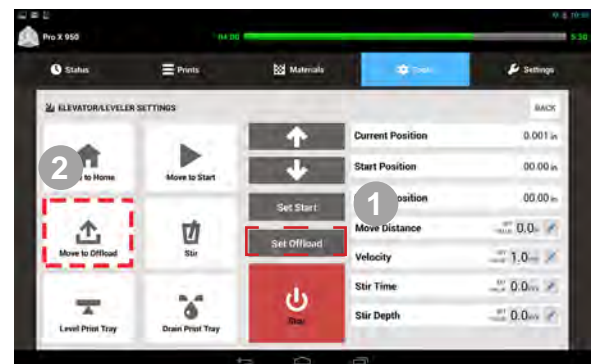 Pro X 950
Status
Prints
Materials
Tools
Settings
ELEVATOR/LEVELER SETTINGS
BACK
2
to Home
Move to Start
Set Start
Current Position
0.001 in
Start Position
00.00 in
1
osition
00.00 in
Move to Offload
Stir
Set Offload
Move Distance
0.0
Velocity
1.0
Stir Time
0.0
Stir Depth
0.0
Level Print Tray
Drain Print Tray
Stop